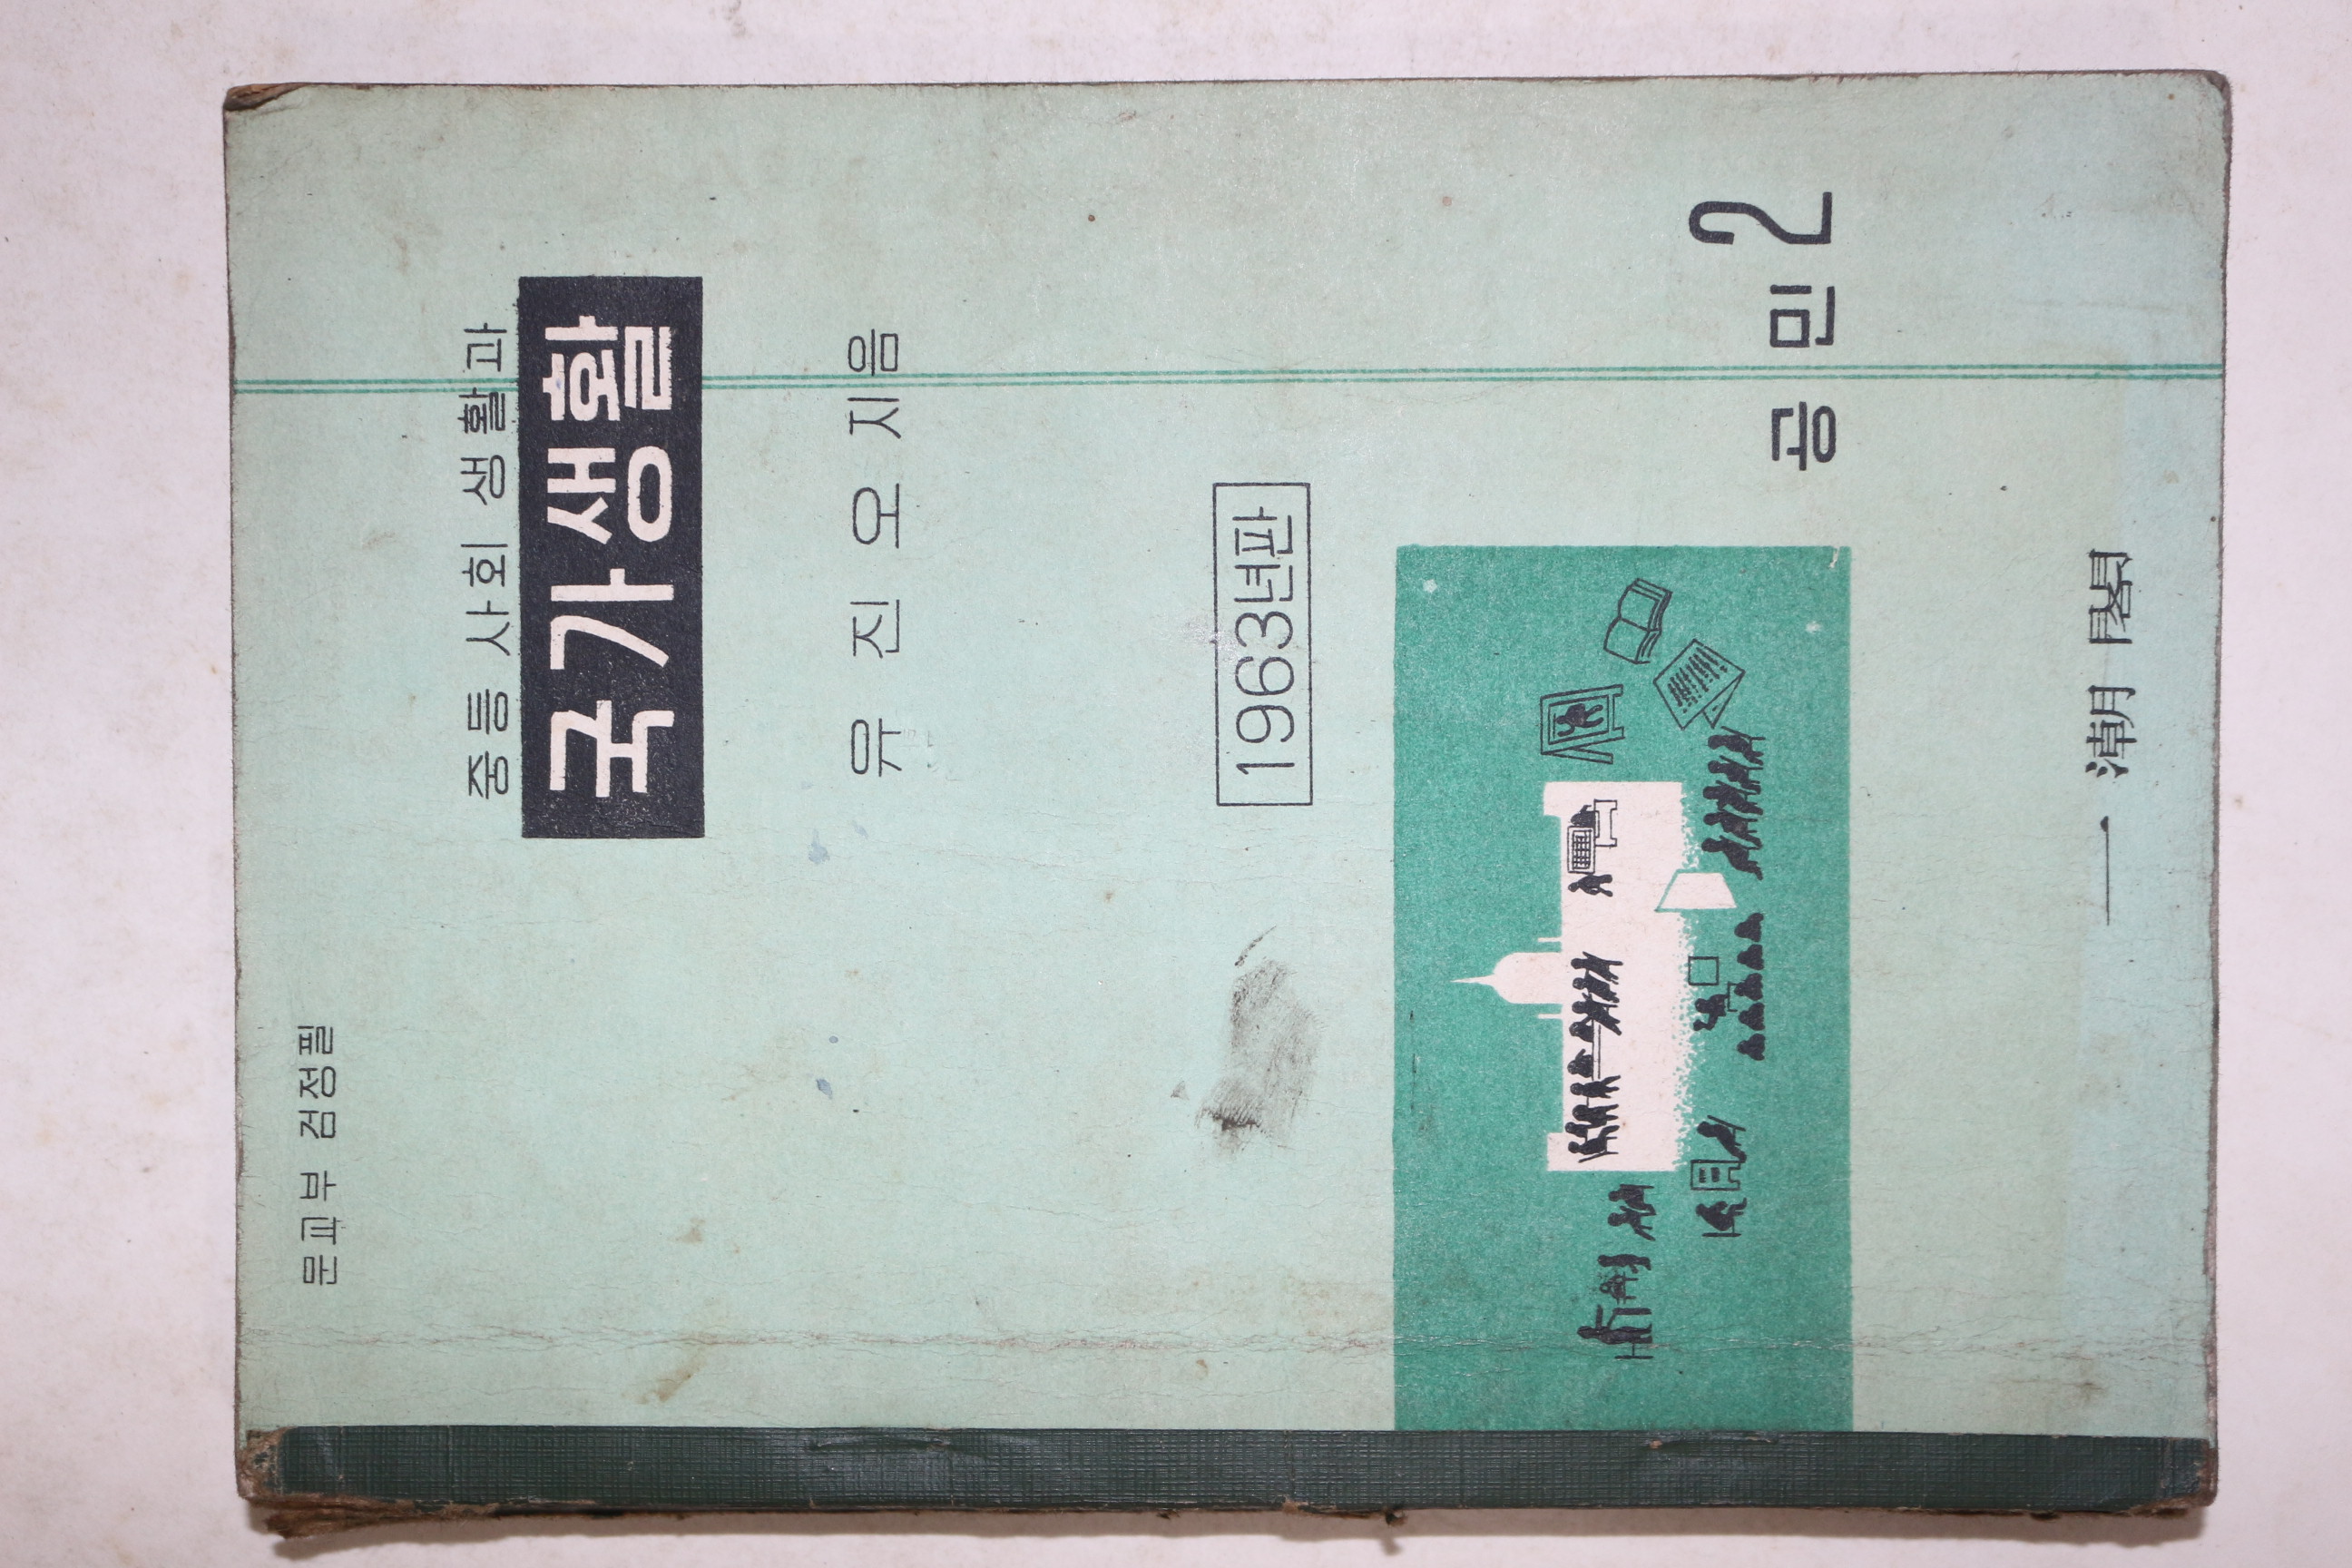 문교부 검정필
중등 사회 생활과
국가생활
유 진 오 지 음
1963년판
공 민 2
一 潮 閣